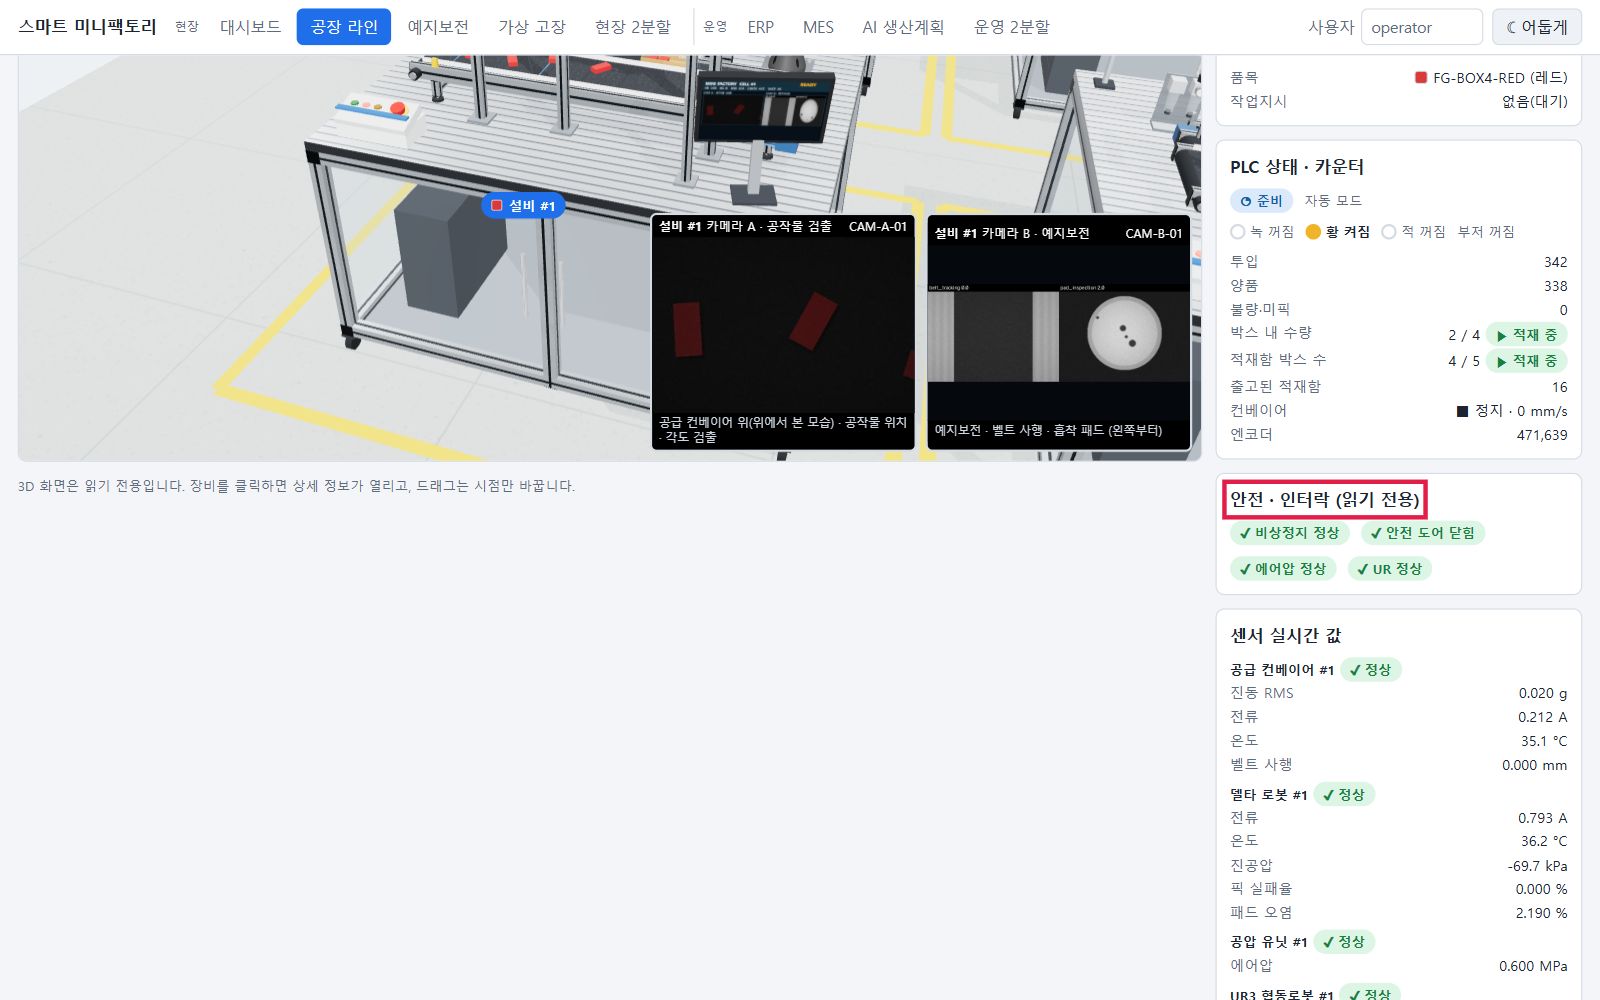 스마트 미니팩토리 현장 대시보드 공장 라인 예지보전 가상 고장 현장 2분할 운영 ERP MES AI 생산계획 운영 2분할 사용자 operator ☾ 어둡게
설비 #1
설비 #1 카메라 A · 공작물 검출 CAM-A-01
공급 컨베이어 위(위에서 본 모습) · 공작물 위치
· 각도 검출
설비 #1 카메라 B · 예지보전 CAM-B-01
belt_tracking 0.0 pad_inspection 2.0
예지보전 · 벨트 사행 · 흡착 패드 (왼쪽부터)
3D 화면은 읽기 전용입니다. 장비를 클릭하면 상세 정보가 열리고, 드래그는 시점만 바꿉니다.
품목 FG-BOX4-RED (레드)
작업지시 없음(대기)
PLC 상태 · 카운터
준비 자동 모드
녹 꺼짐 황 켜짐 적 꺼짐 부저 꺼짐
투입 342
양품 338
불량·미픽 0
박스 내 수량 2 / 4 ▶ 적재 중
적재함 박스 수 4 / 5 ▶ 적재 중
출고된 적재함 16
컨베이어 ■ 정지 · 0 mm/s
엔코더 471,639
안전 · 인터락 (읽기 전용)
✓ 비상정지 정상 ✓ 안전 도어 닫힘
✓ 에어압 정상 ✓ UR 정상
센서 실시간 값
공급 컨베이어 #1 ✓ 정상
진동 RMS 0.020 g
전류 0.212 A
온도 35.1 °C
벨트 사행 0.000 mm
델타 로봇 #1 ✓ 정상
전류 0.793 A
온도 36.2 °C
진공압 -69.7 kPa
픽 실패율 0.000 %
패드 오염 2.190 %
공압 유닛 #1 ✓ 정상
에어압 0.600 MPa
UR3 협동로봇 #1 ✓ 정상